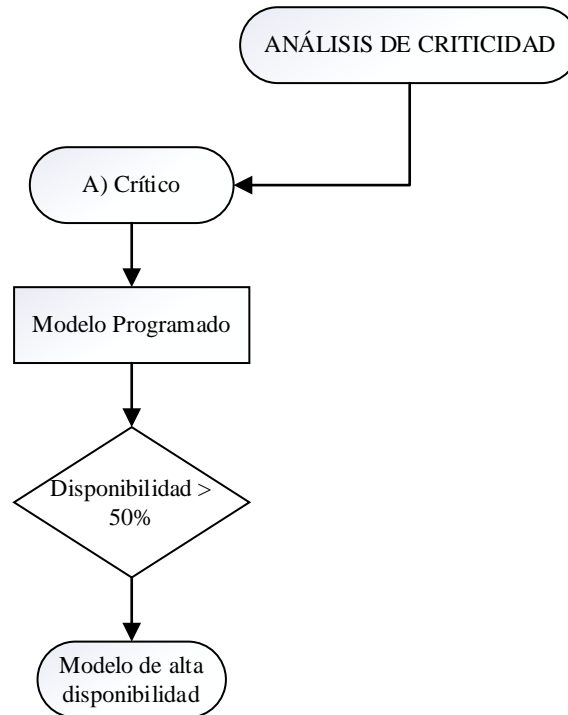 ANÁLISIS DE CRITICIDAD
A) Crítico
Modelo Programado
Disponibilidad >
50%
Modelo de alta
disponibilidad